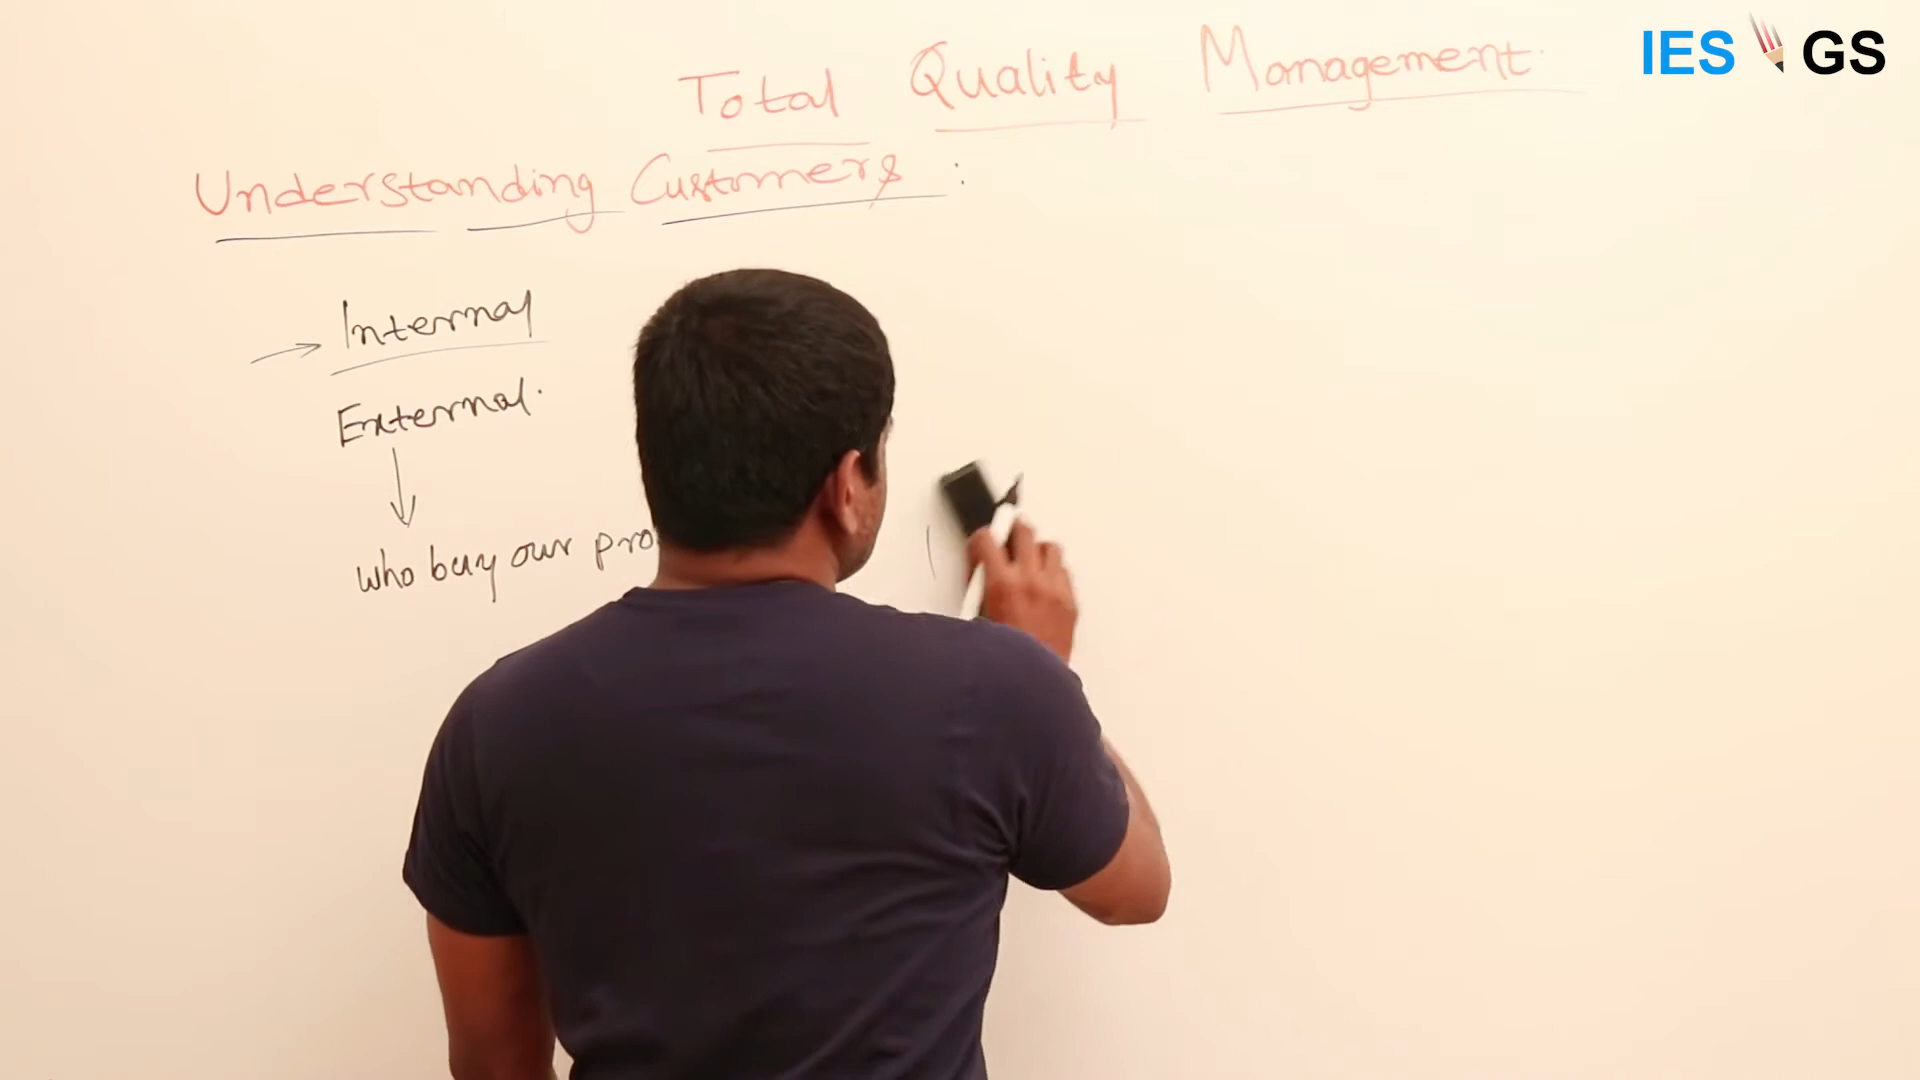 IES GS
Total Quality Management.
Understanding Customers :
Internal
External.
who buy our pro